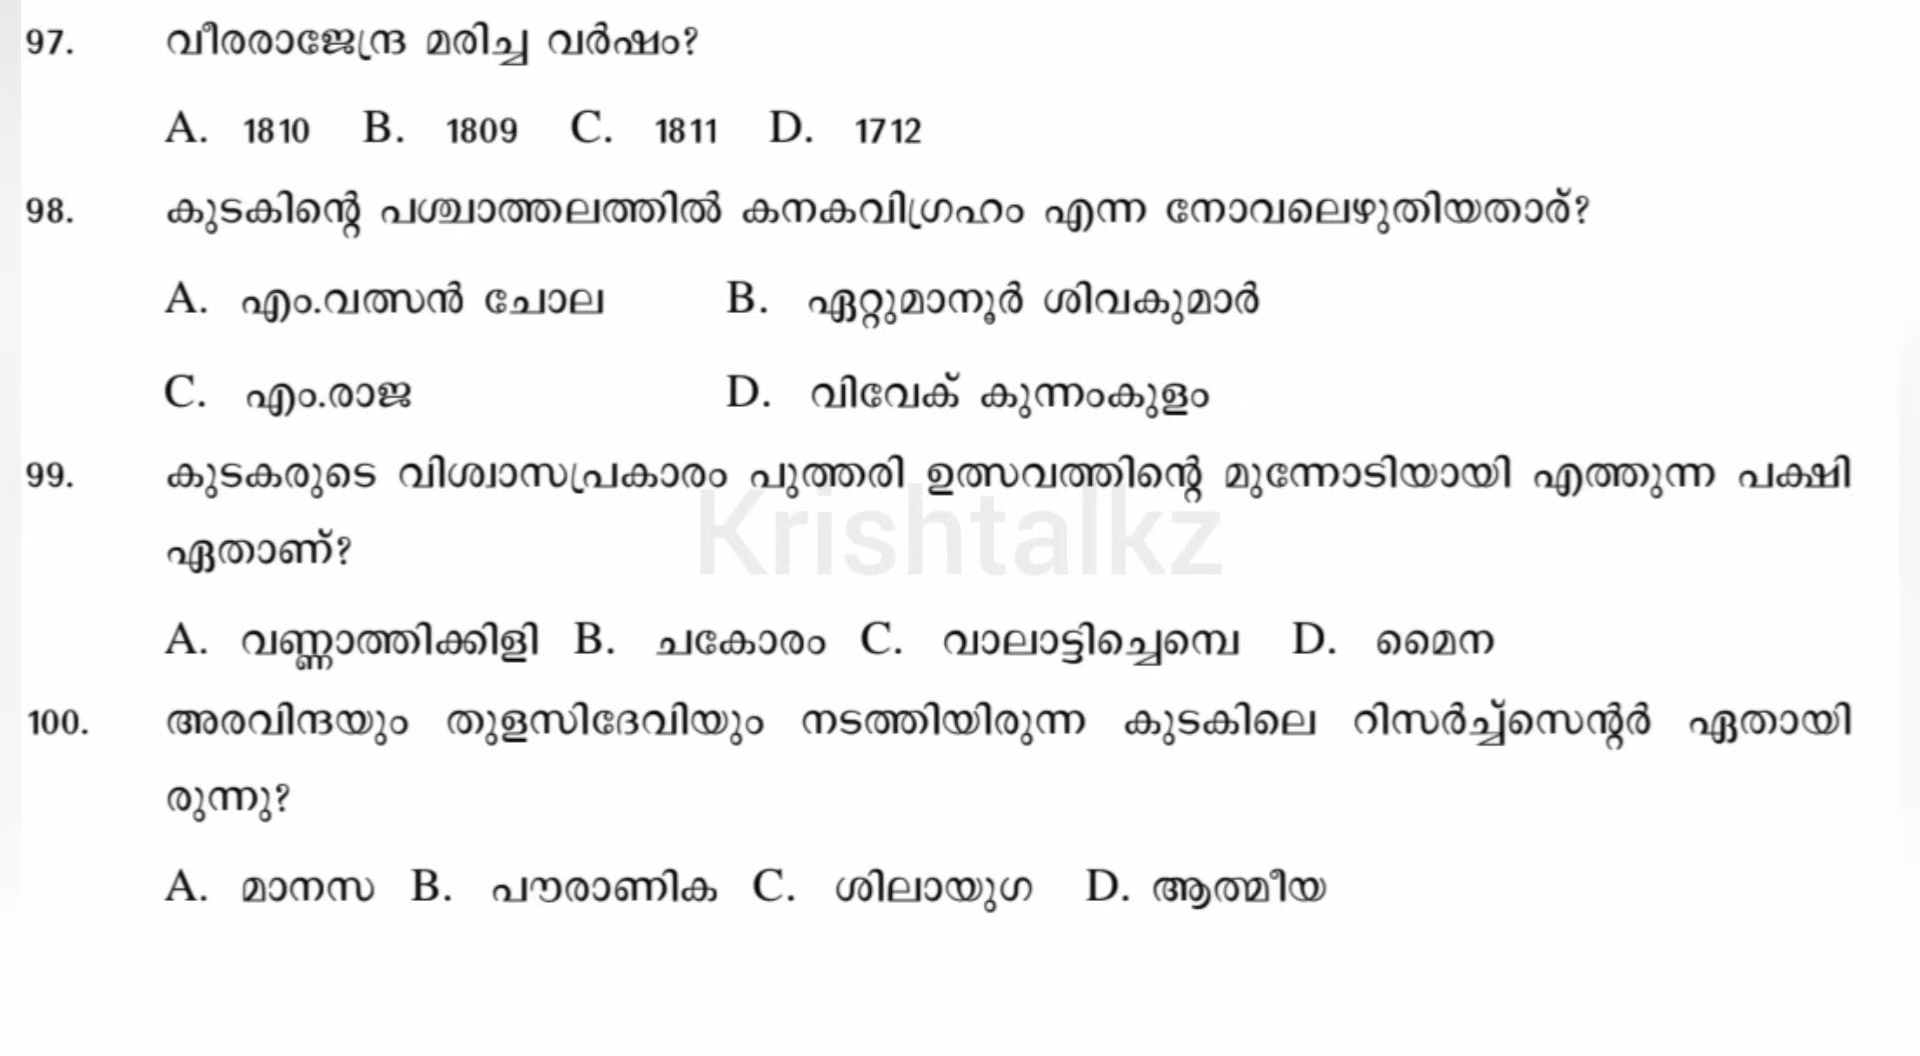 97. വീരരാജേന്ദ്ര മരിച്ച വർഷം?
A. 1810 B. 1809 C. 1811 D. 1712
98. കുടകിന്റെ പശ്ചാത്തലത്തിൽ കനകവിഗ്രഹം എന്ന നോവലെഴുതിയതാര്?
A. എം.വത്സൻ ചോല B. ഏറ്റുമാനൂർ ശിവകുമാർ
C. എം.രാജ D. വിവേക് കുന്നംകുളം
99. കുടകരുടെ വിശ്വാസപ്രകാരം പുത്തരി ഉത്സവത്തിന്റെ മുന്നോടിയായി എത്തുന്ന പക്ഷി
ഏതാണ്?
Krishtalkz
A. വണ്ണാത്തിക്കിളി B. ചകോരം C. വാലാട്ടിച്ചെമ്പെ D. മൈന
100. അരവിന്ദയും തുളസിദേവിയും നടത്തിയിരുന്ന കുടകിലെ റിസർച്ച്സെന്റർ ഏതായി
രുന്നു?
A. മാനസ B. പൗരാണിക C. ശിലായുഗ D. ആത്മീയ